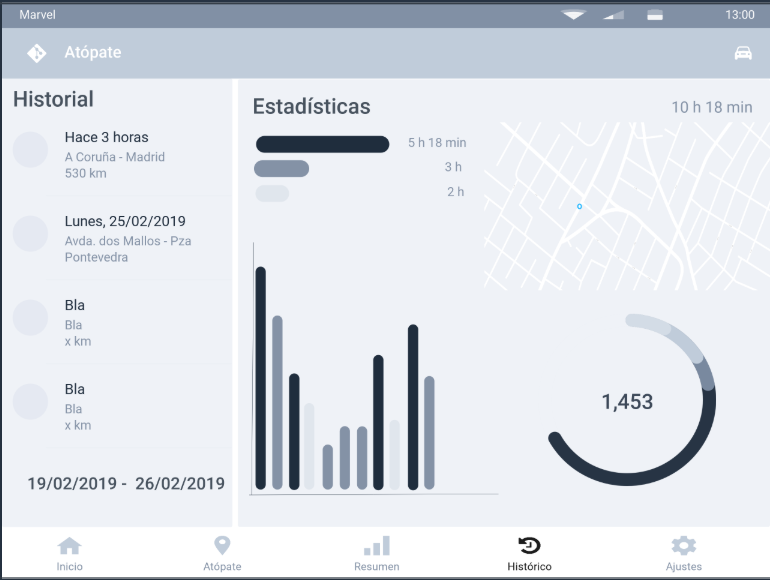 Marvel
13:00
Atópate
Historial
Hace 3 horas
A Coruña - Madrid
530 km
Lunes, 25/02/2019
Avda. dos Mallos - Pza
Pontevedra
Bla
Bla
x km
Bla
Bla
x km
19/02/2019 - 26/02/2019
Estadísticas
10 h 18 min
5 h 18 min
3 h
2 h
1,453
Inicio
Atópate
Resumen
Histórico
Ajustes